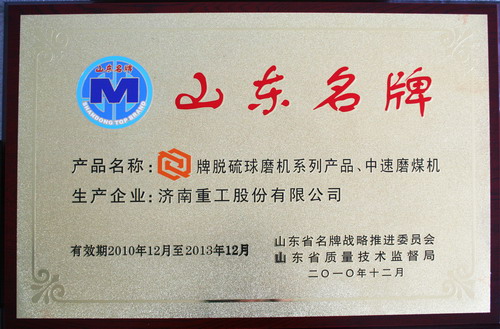 山东名牌
M
SHANDONG TOP BRAND
山东名牌
产品名称：牌脱硫球磨机系列产品、中速磨煤机
生产企业：济南重工股份有限公司
有效期2010年12月至2013年12月
山东省名牌战略推进委员会
山东省质量技术监督局
二〇一〇年十二月